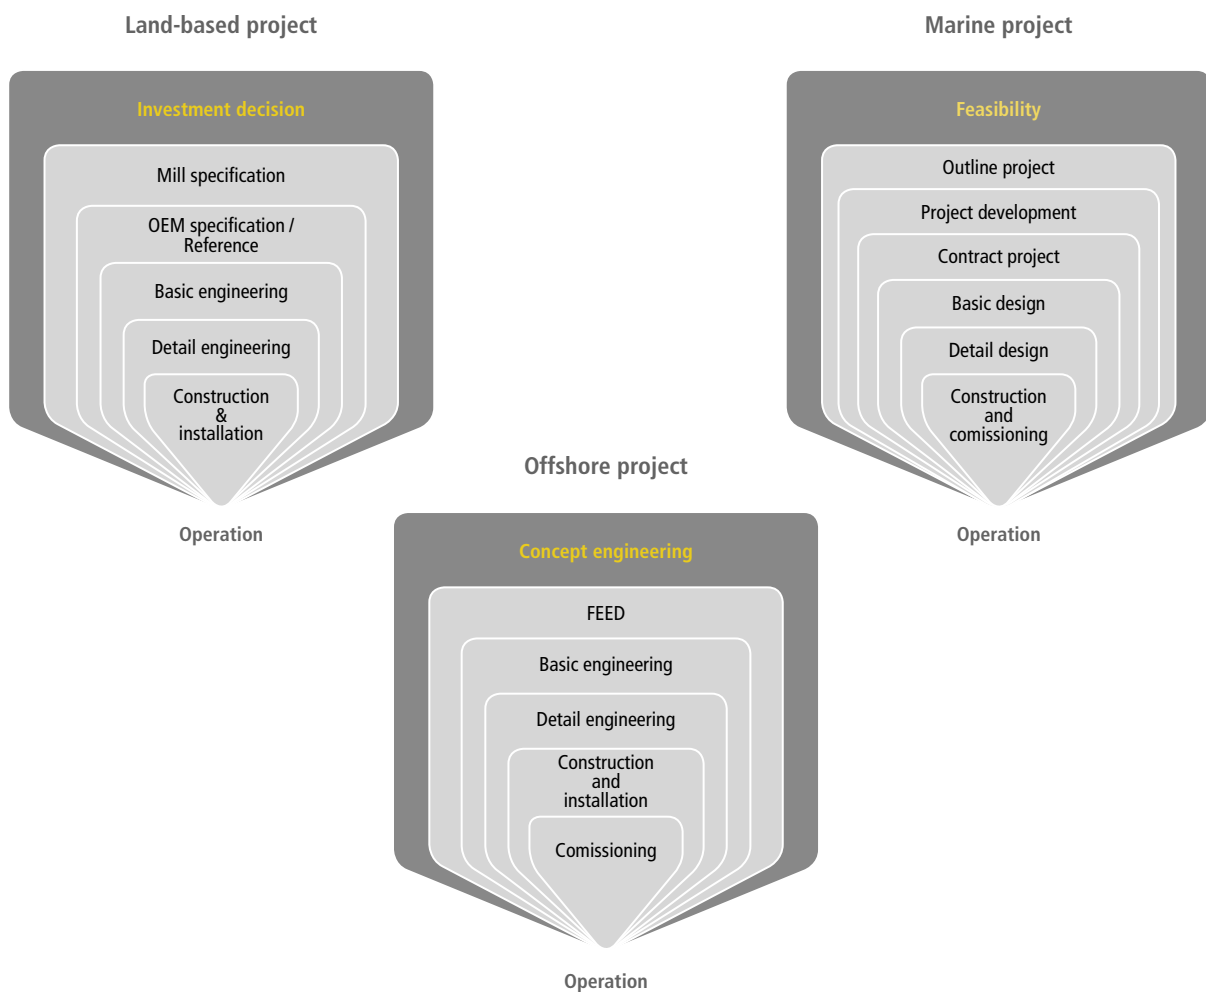 Land-based project
Investment decision
Mill specification
OEM specification /
Reference
Basic engineering
Detail engineering
Construction
&
installation
Operation
Marine project
Feasibility
Outline project
Project development
Contract project
Basic design
Detail design
Construction
and
comissioning
Operation
Offshore project
Concept engineering
FEED
Basic engineering
Detail engineering
Construction
and
installation
Comissioning
Operation